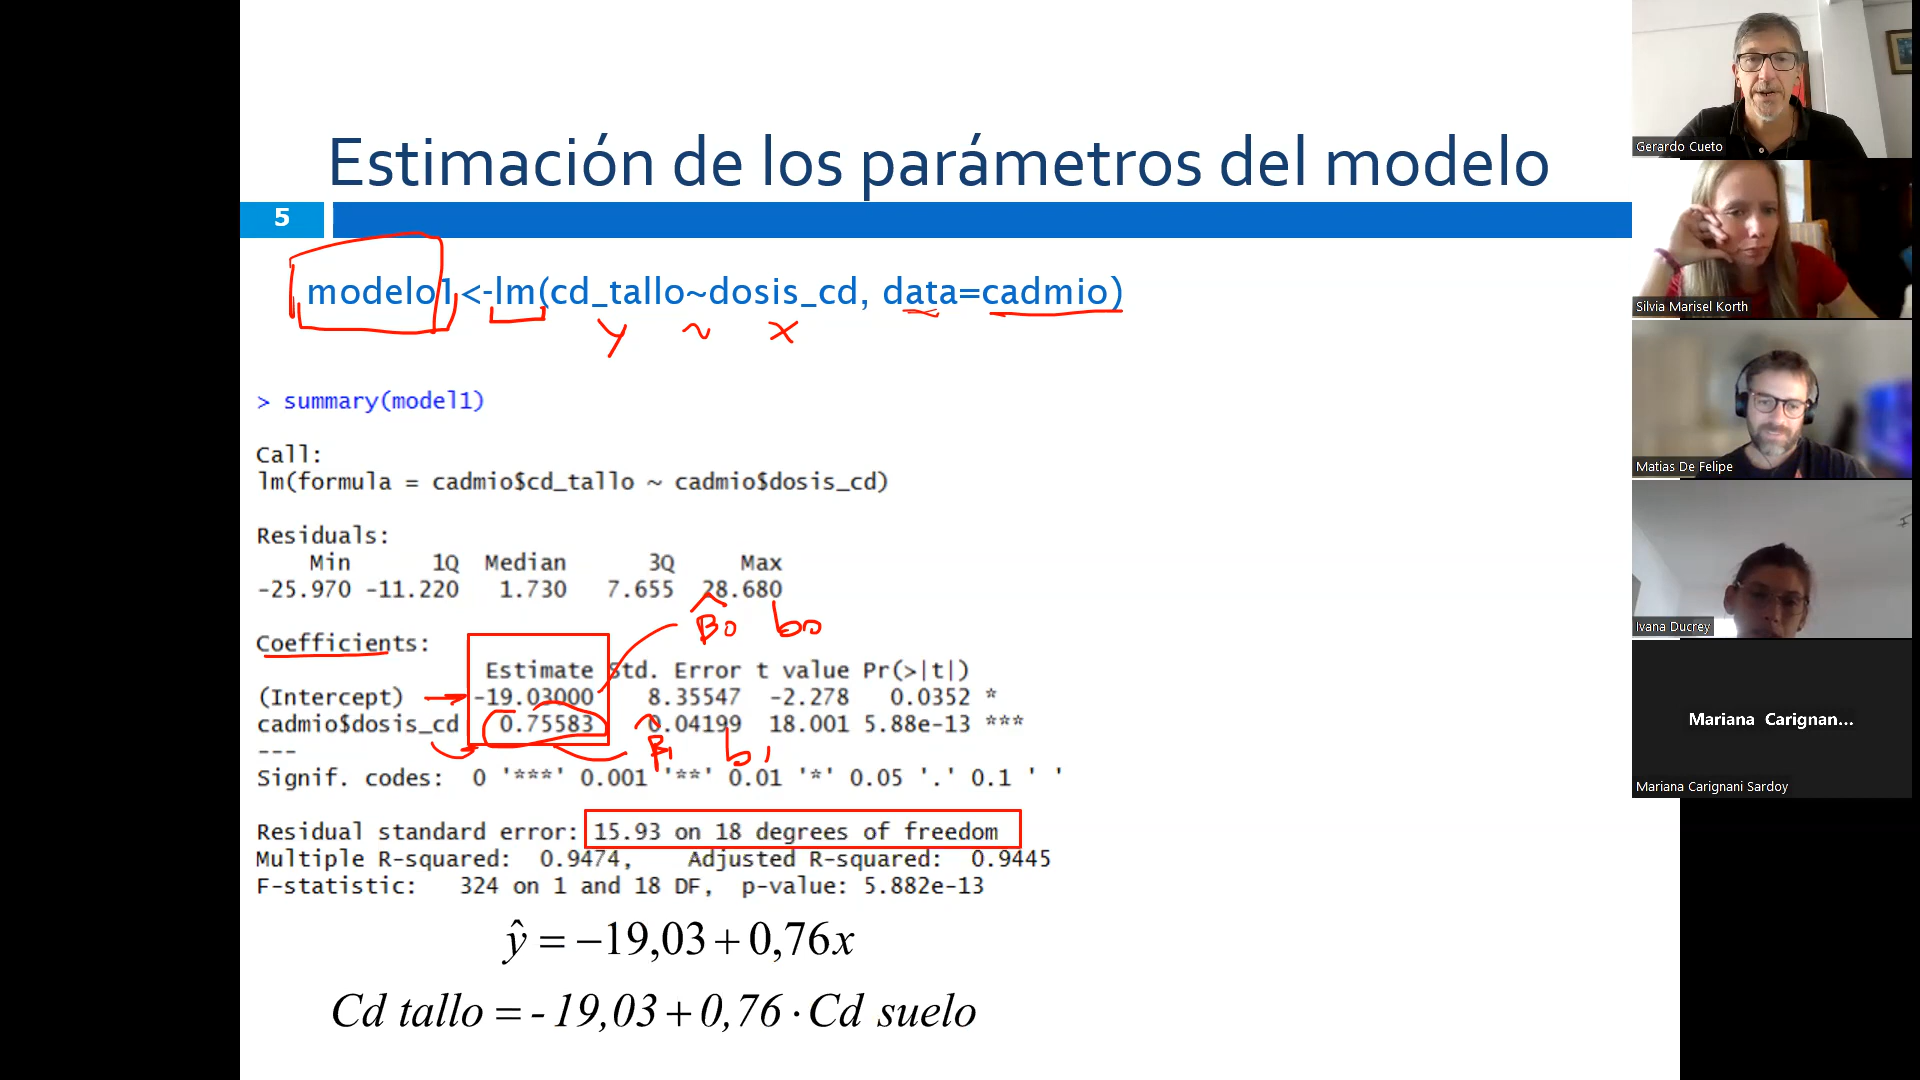 Estimación de los parámetros del modelo
5
modelo1<-lm(cd_tallo~dosis_cd, data=cadmio)
y ~ x
> summary(model1)
Call:
lm(formula = cadmio$cd_tallo ~ cadmio$dosis_cd)
Residuals:
Min 1Q Median 3Q Max
-25.970 -11.220 1.730 7.655 28.680
β̂0 b0
Coefficients:
Estimate Std. Error t value Pr(>|t|)
(Intercept) -19.03000 8.35547 -2.278 0.0352 *
cadmio$dosis_cd 0.75583 0.04199 18.001 5.88e-13 ***
β̂1 b1
---
Signif. codes: 0 '***' 0.001 '**' 0.01 '*' 0.05 '.' 0.1 ' '
Residual standard error: 15.93 on 18 degrees of freedom
Multiple R-squared: 0.9474, Adjusted R-squared: 0.9445
F-statistic: 324 on 1 and 18 DF, p-value: 5.882e-13
ŷ = −19,03 + 0,76x
Cd tallo = - 19,03 + 0,76 · Cd suelo
Gerardo Cueto
Silvia Marisel Korth
Matias De Felipe
Ivana Ducrey
Mariana Carignan...
Mariana Carignani Sardoy